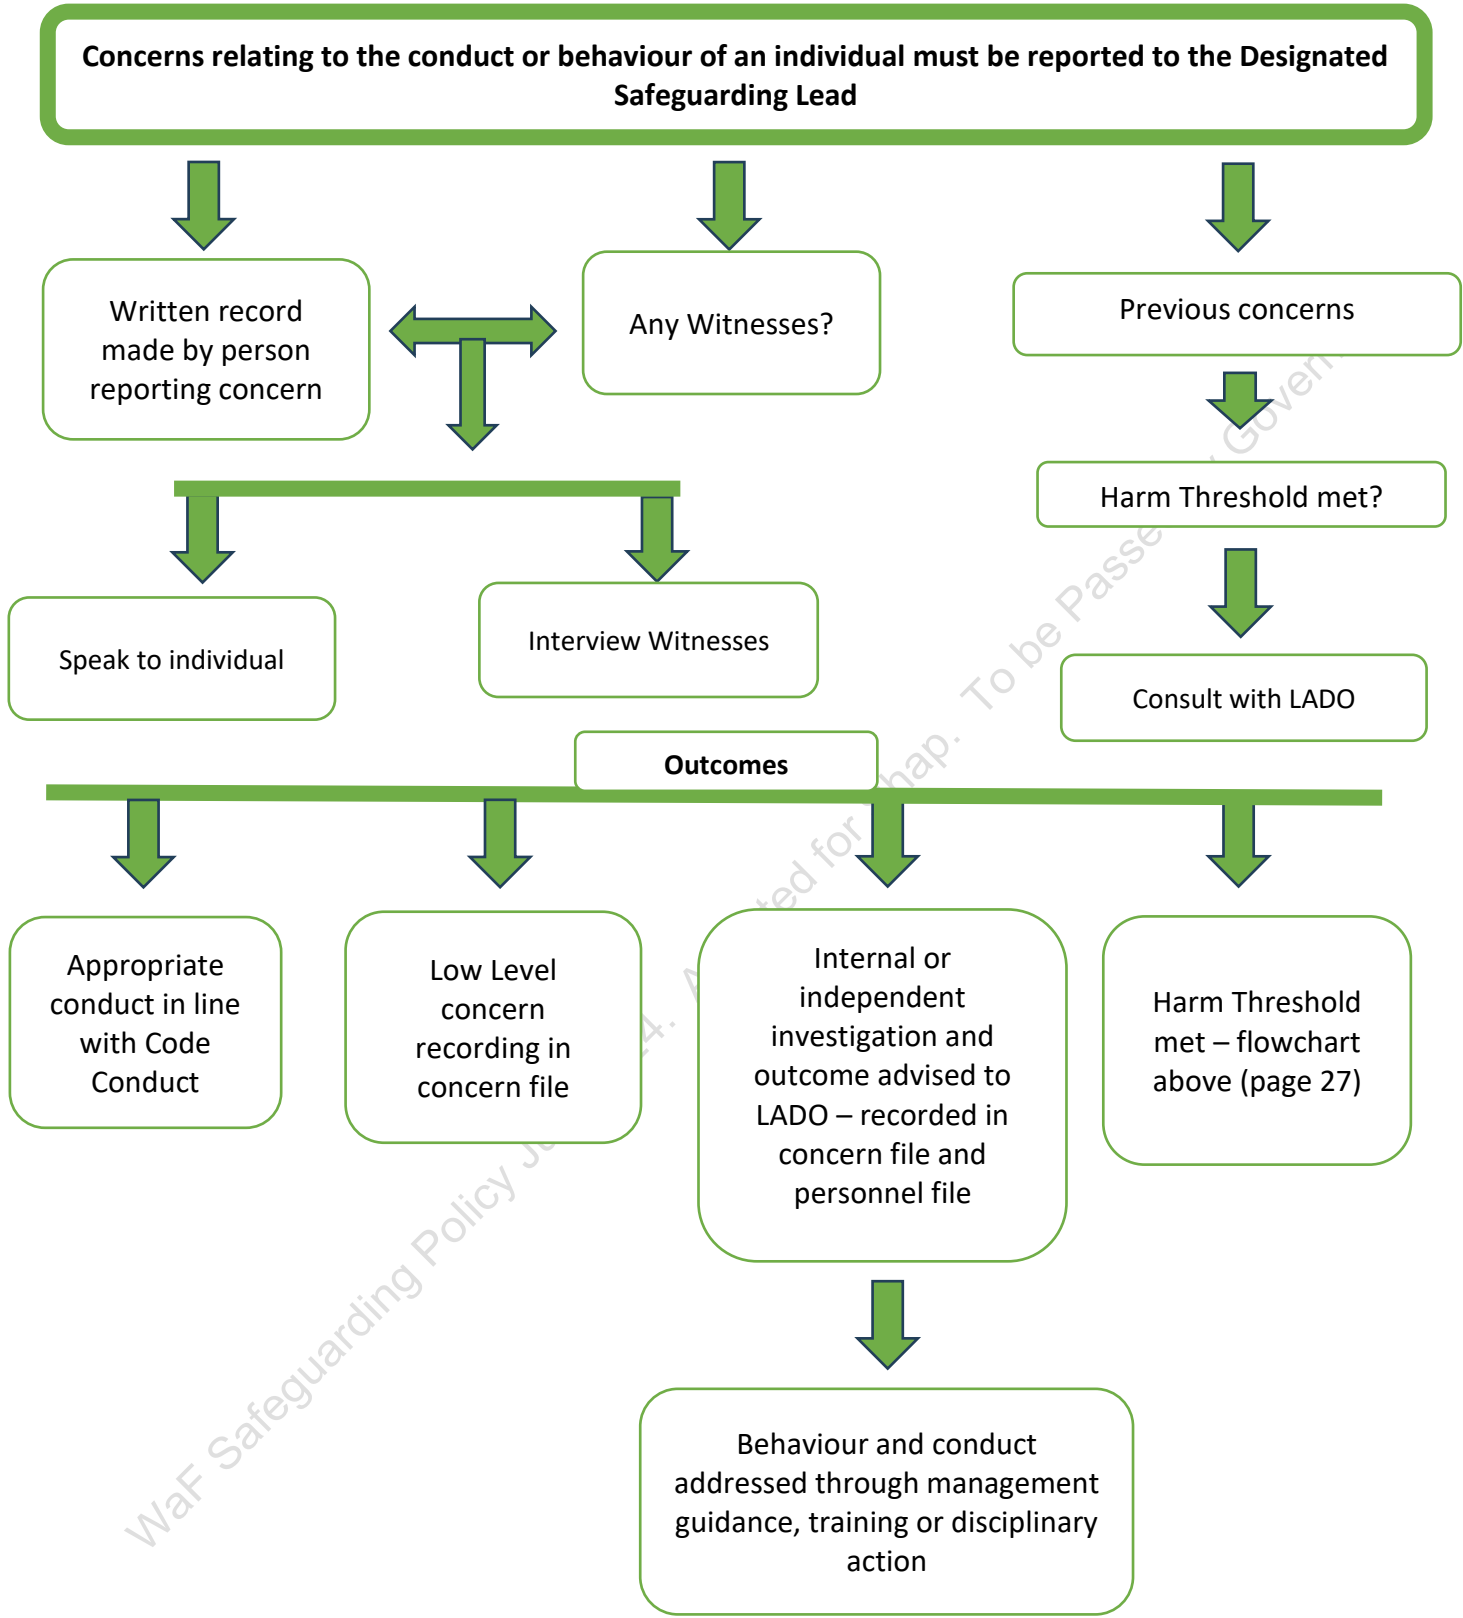 Concerns relating to the conduct or behaviour of an individual must be reported to the Designated
Safeguarding Lead
Written record
made by person
reporting concern
Any Witnesses?
Previous concerns
Harm Threshold met?
Speak to individual
Interview Witnesses
Consult with LADO
Outcomes
Appropriate
conduct in line
with Code
Conduct
Low Level
concern
recording in
concern file
Internal or
independent
investigation and
outcome advised to
LADO – recorded in
concern file and
personnel file
Harm Threshold
met – flowchart
above (page 27)
Behaviour and conduct
addressed through management
guidance, training or disciplinary
action
WaF Safeguarding Policy 4. for hap. To be